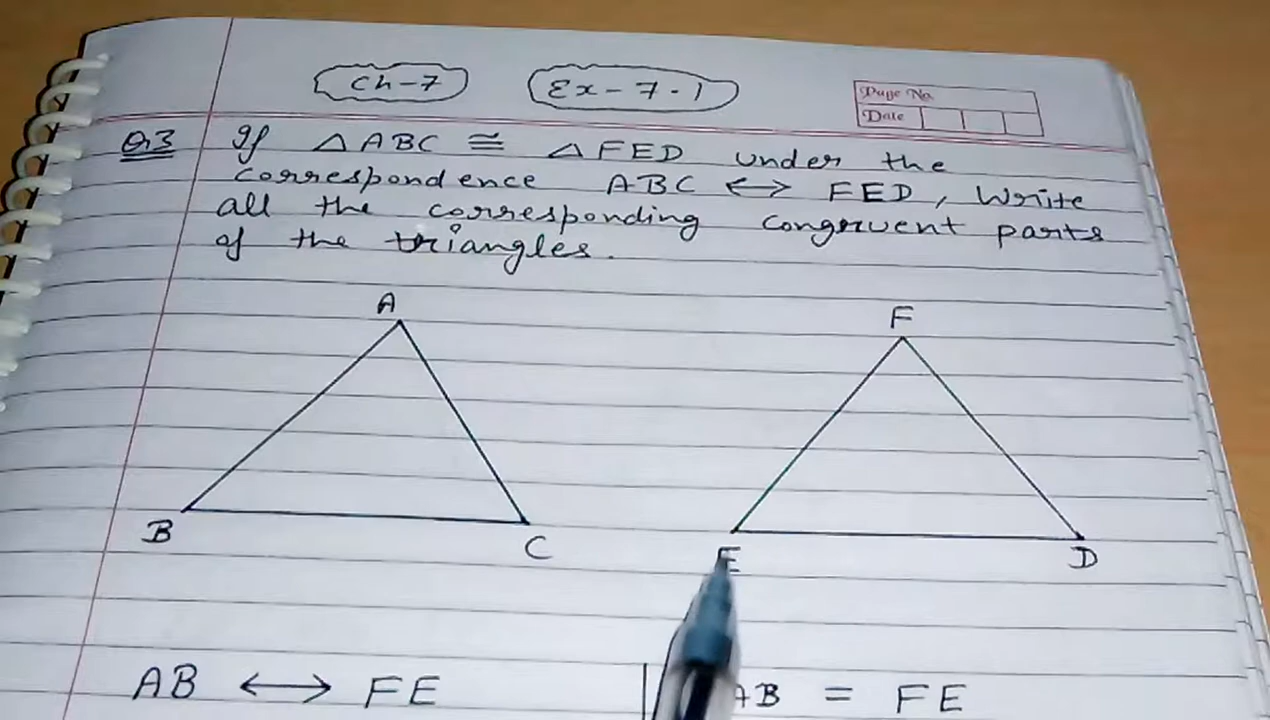 Ch-7 Ex-7.1
Page No.
Date
Q.3 If △ABC ≅ △FED under the
correspondence ABC ↔ FED, Write
all the corresponding congruent parts
of the triangles.
A
F
B
C
E
D
AB ↔ FE
AB = FE